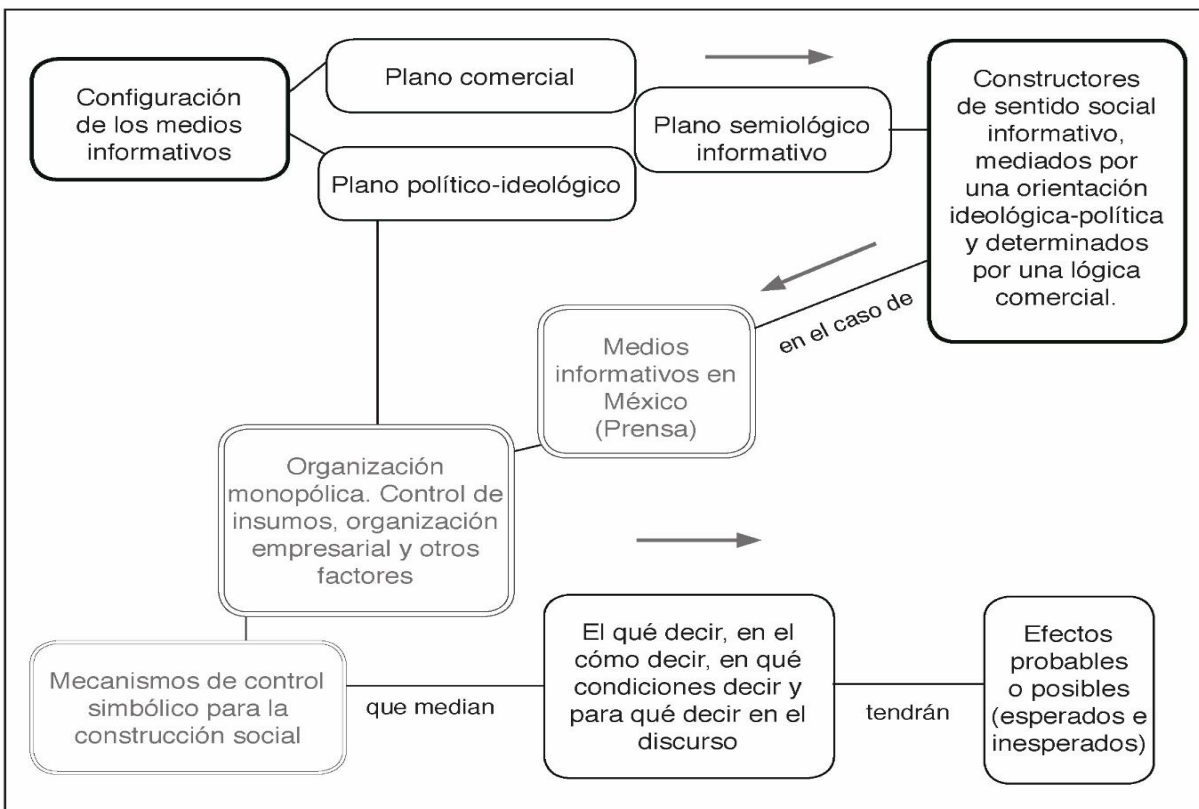 Configuración
de los medios
informativos
Plano comercial
Plano político-ideológico
Plano semiológico
informativo
Constructores
de sentido social
informativo,
mediados por
una orientación
ideológica-política
y determinados
por una lógica
comercial.
en el caso de
Medios
informativos en
México
(Prensa)
Organización
monopólica. Control de
insumos, organización
empresarial y otros
factores
Mecanismos de control
simbólico para la
construcción social
que median
El qué decir, en el
cómo decir, en qué
condiciones decir y
para qué decir en el
discurso
tendrán
Efectos
probables
o posibles
(esperados e
inesperados)